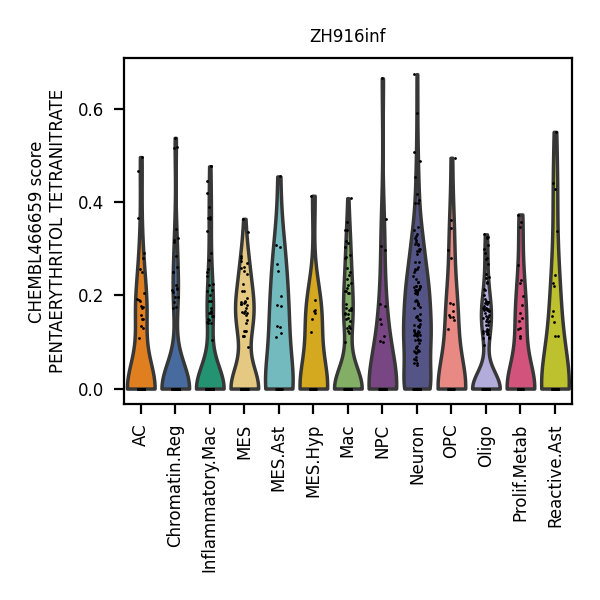 ZH916inf
CHEMBL466659 score
PENTAERYTHRITOL TETRANITRATE
0.6
0.4
0.2
0.0
AC
Chromatin.Reg
Inflammatory.Mac
MES
MES.Ast
MES.Hyp
Mac
NPC
Neuron
OPC
Oligo
Prolif.Metab
Reactive.Ast